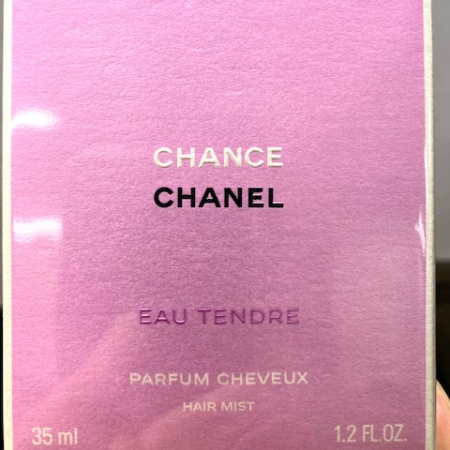 CHANCE
CHANEL
EAU TENDRE
PARFUM CHEVEUX
HAIR MIST
35 ml 1.2 FL.OZ.